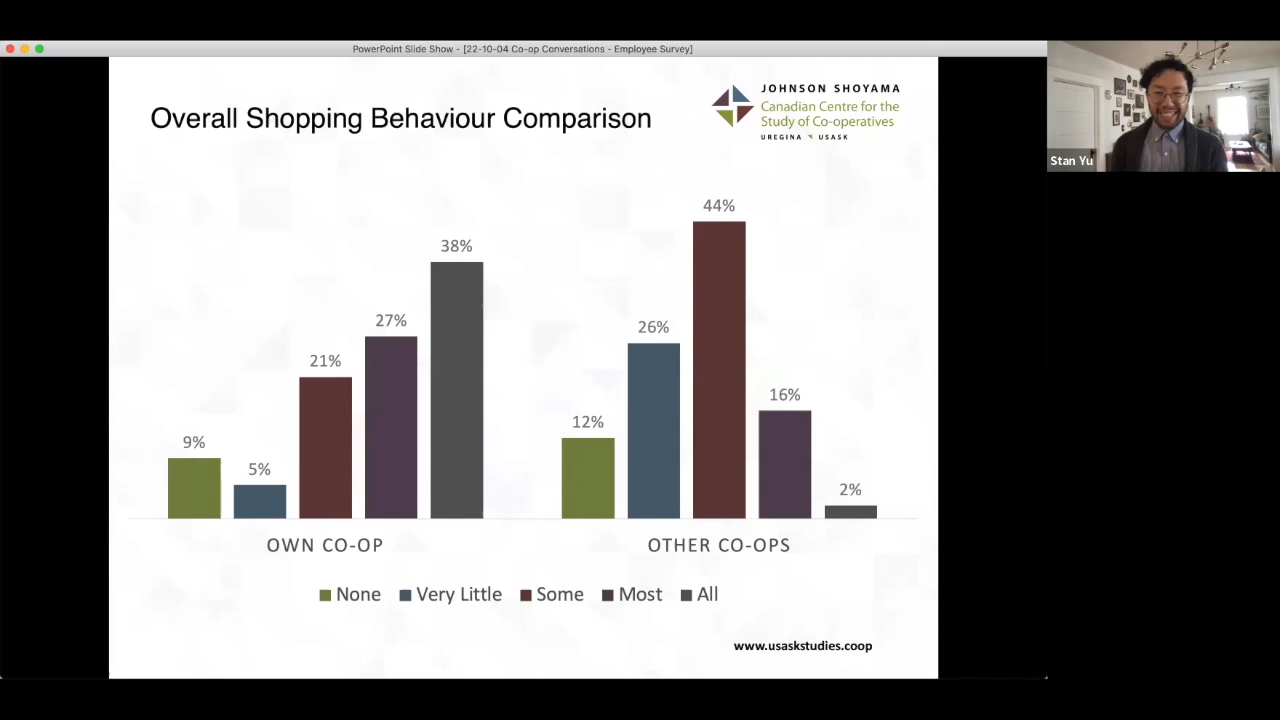 PowerPoint Slide Show - [22-10-04 Co-op Conversations - Employee Survey]
Overall Shopping Behaviour Comparison
JOHNSON SHOYAMA
Canadian Centre for the
Study of Co-operatives
UREGINA USASK
Stan Yu
9%
5%
21%
27%
38%
12%
26%
44%
16%
2%
OWN CO-OP
OTHER CO-OPS
None Very Little Some Most All
www.usaskstudies.coop